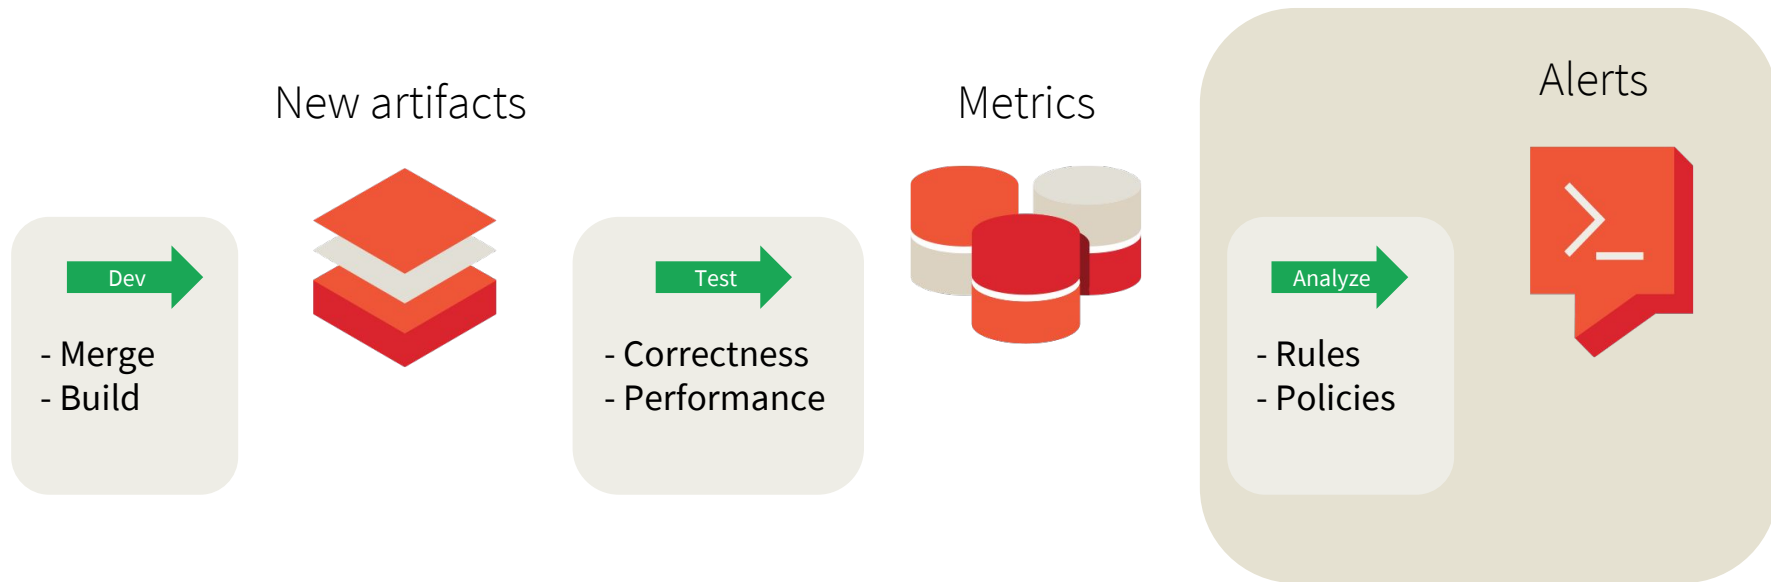 New artifacts
Metrics
Alerts
Dev
- Merge
- Build
Test
- Correctness
- Performance
Analyze
- Rules
- Policies